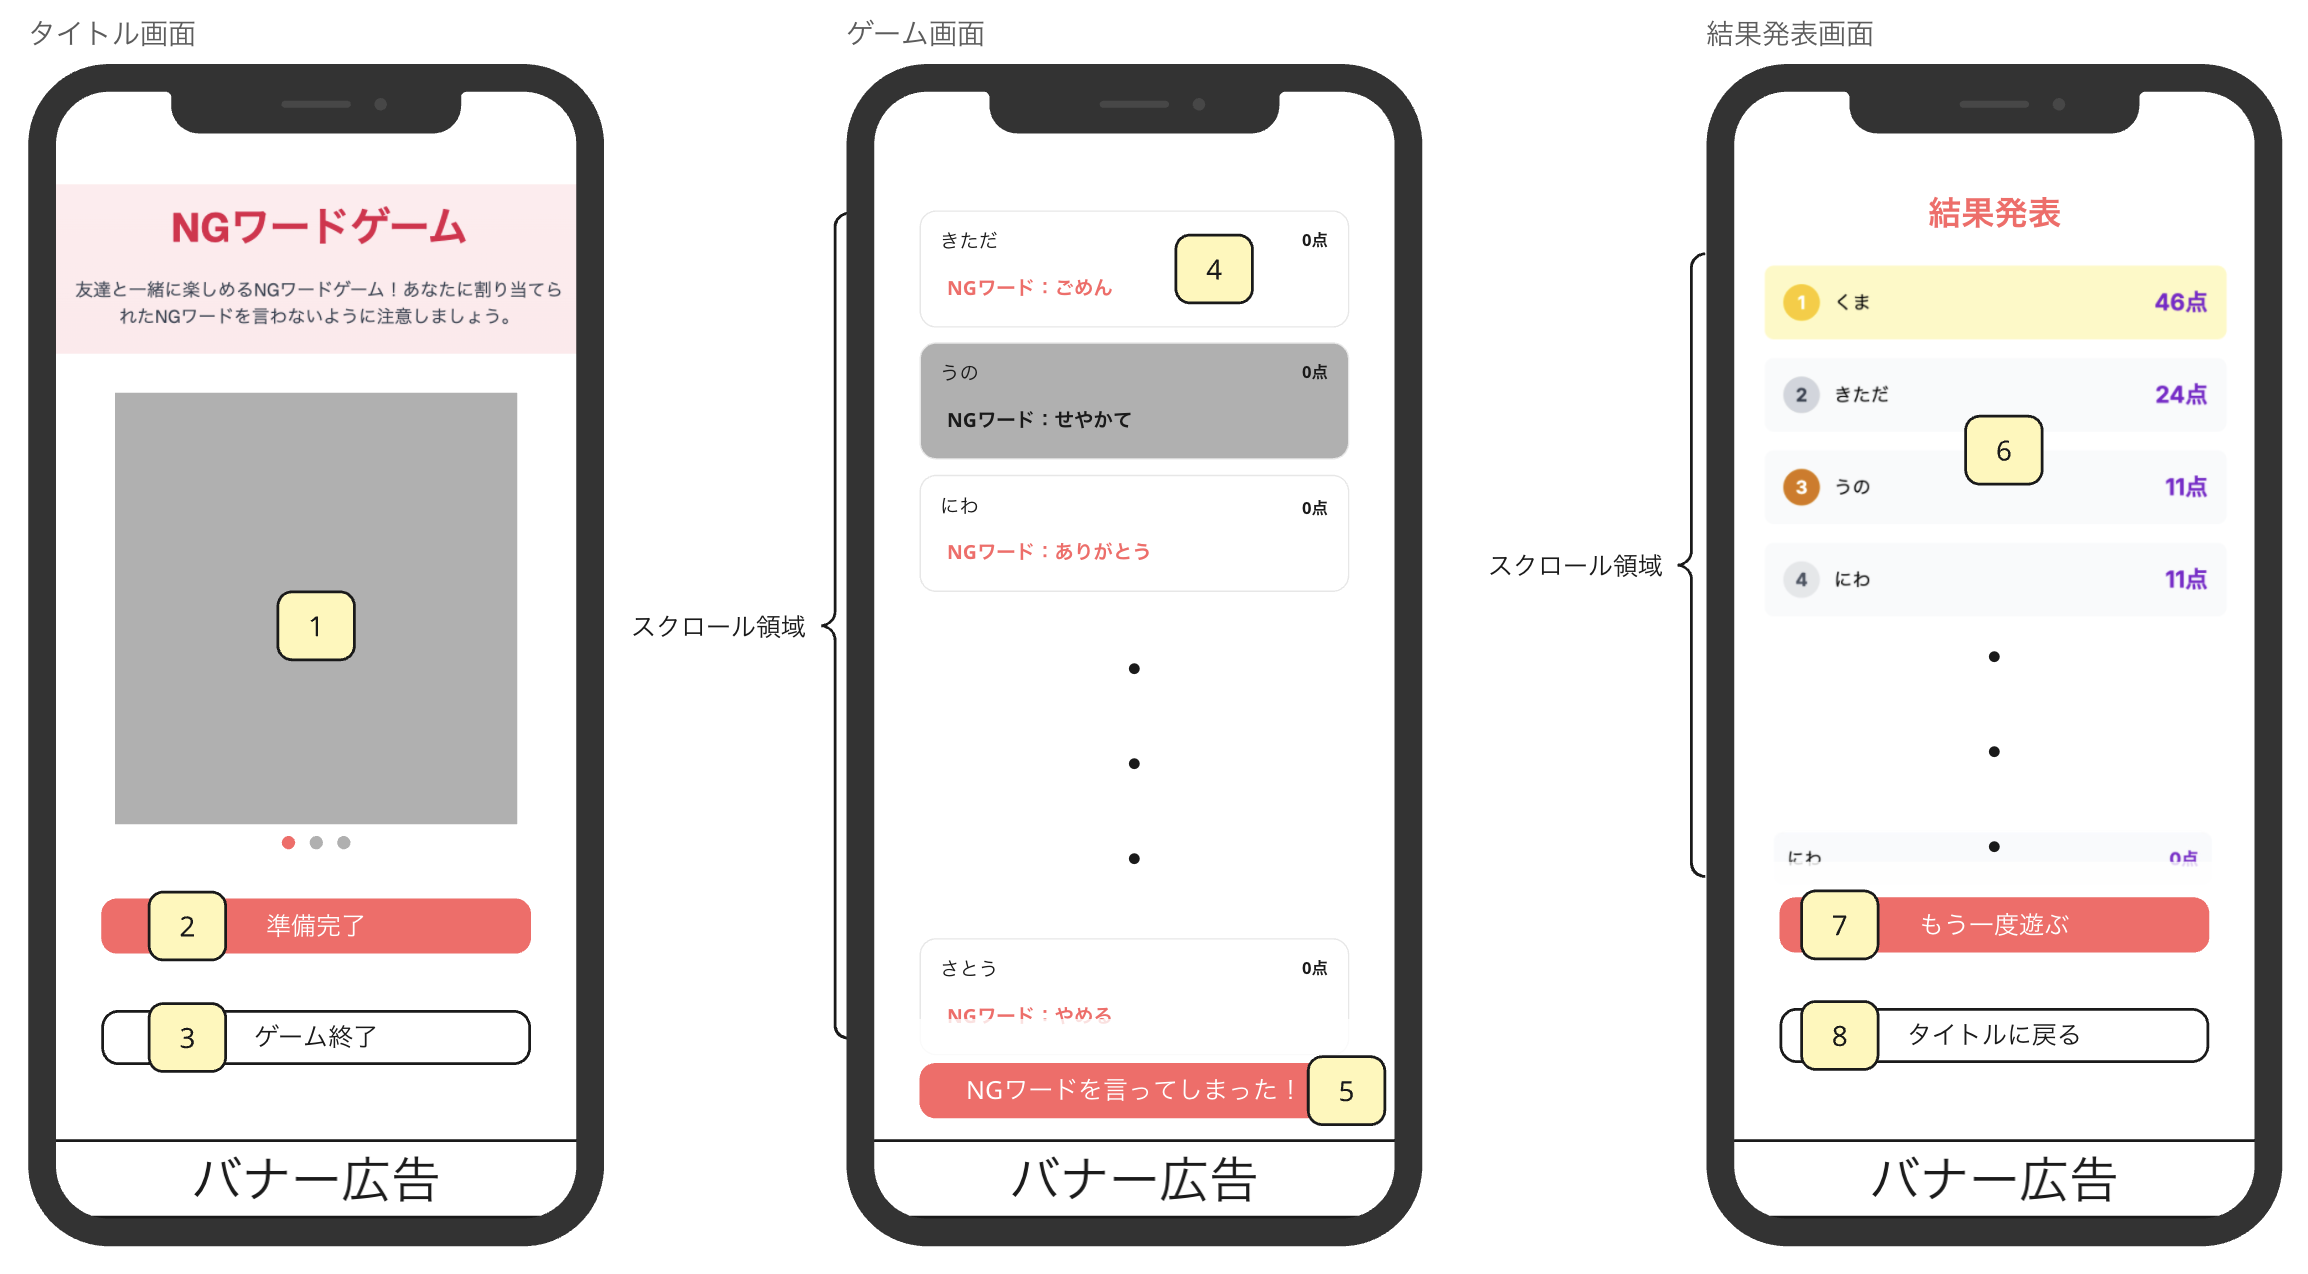 タイトル画面
NGワードゲーム
友達と一緒に楽しめるNGワードゲーム！あなたに割り当てら
れたNGワードを言わないように注意しましょう。
1
2
準備完了
3
ゲーム終了
バナー広告
ゲーム画面
スクロール領域
きただ
0点
4
NGワード：ごめん
うの
0点
NGワード：せやかて
にわ
0点
NGワード：ありがとう
さとう
0点
NGワード：やめる
NGワードを言ってしまった！
5
バナー広告
結果発表画面
スクロール領域
結果発表
1
くま
46点
2
きただ
24点
6
3
うの
11点
4
にわ
11点
にわ
0点
7
もう一度遊ぶ
8
タイトルに戻る
バナー広告